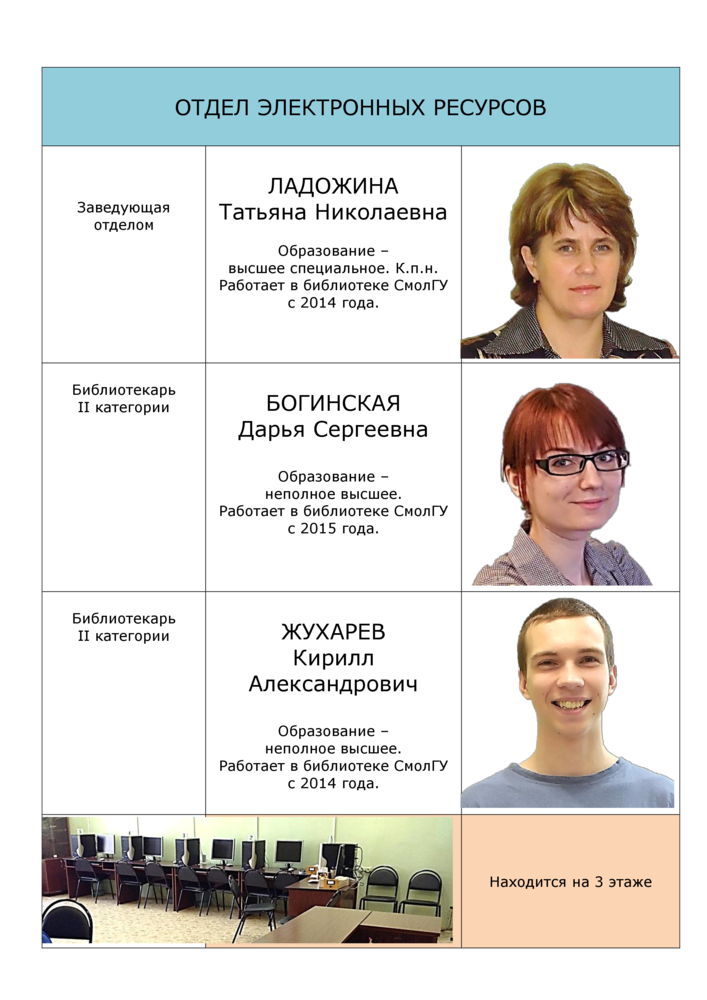 ОТДЕЛ ЭЛЕКТРОННЫХ РЕСУРСОВ
Заведующая
отделом
ЛАДОЖИНА
Татьяна Николаевна
Образование –
высшее специальное. К.п.н.
Работает в библиотеке СмолГУ
с 2014 года.
Библиотекарь
II категории
БОГИНСКАЯ
Дарья Сергеевна
Образование –
неполное высшее.
Работает в библиотеке СмолГУ
с 2015 года.
Библиотекарь
II категории
ЖУХАРЕВ
Кирилл
Александрович
Образование –
неполное высшее.
Работает в библиотеке СмолГУ
с 2014 года.
Находится на 3 этаже